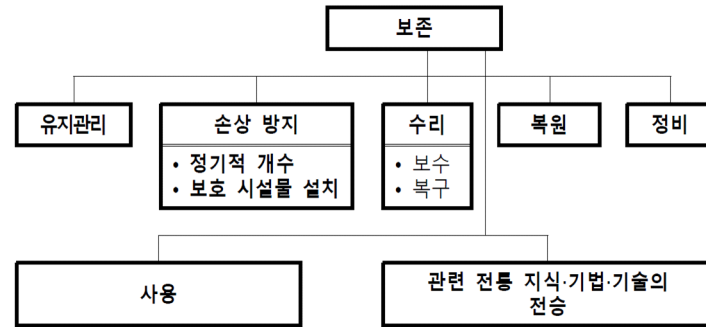 보존
유지관리
손상 방지
• 정기적 개수
• 보호 시설물 설치
수리
• 보수
• 복구
복원
정비
사용
관련 전통 지식·기법·기술의
전승